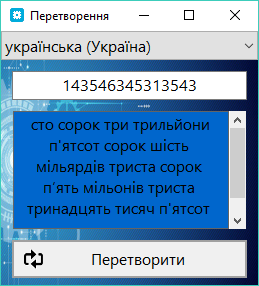 Перетворення
українська (Україна)
143546345313543
сто сорок три трильйони
п'ятсот сорок шість
мільярдів триста сорок
п'ять мільонів триста
тринадцять тисяч п'ятсот
Перетворити